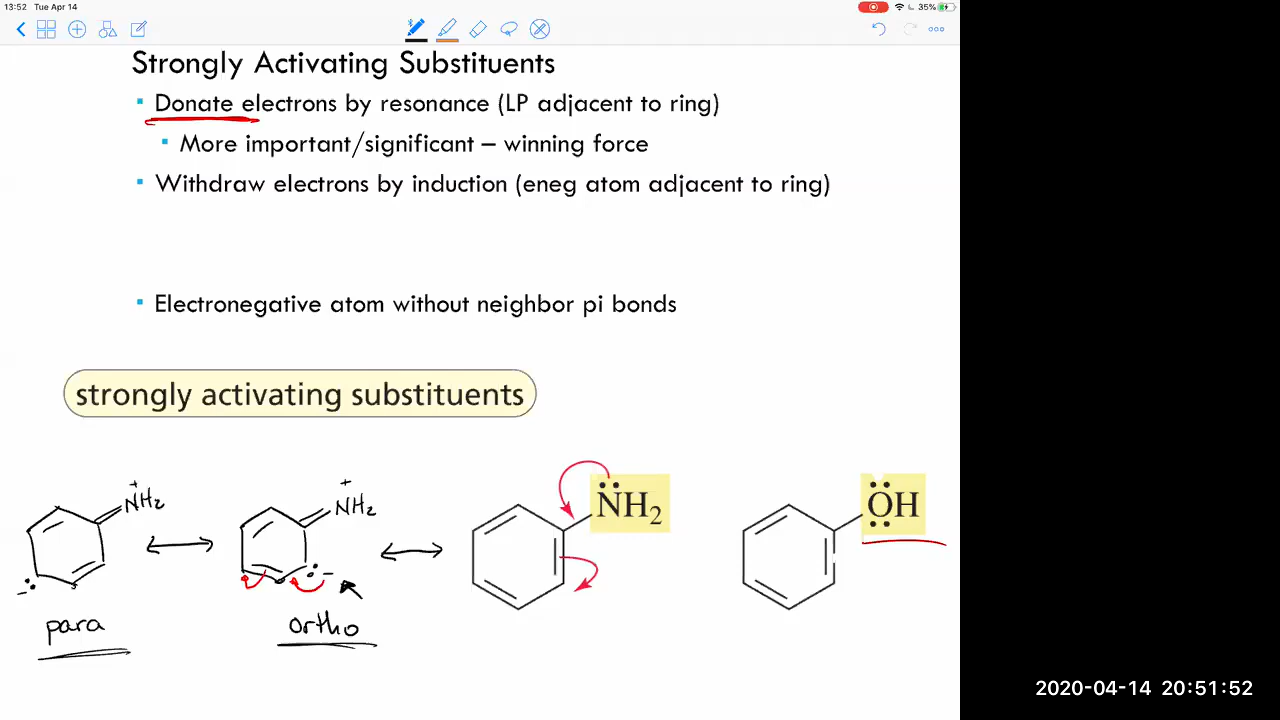 13:52 Tue Apr 14
35%
Strongly Activating Substituents
Donate electrons by resonance (LP adjacent to ring)
More important/significant – winning force
Withdraw electrons by induction (eneg atom adjacent to ring)
Electronegative atom without neighbor pi bonds
strongly activating substituents
+ +
NH2 NH2 NH2 OH
para ortho
2020-04-14 20:51:52